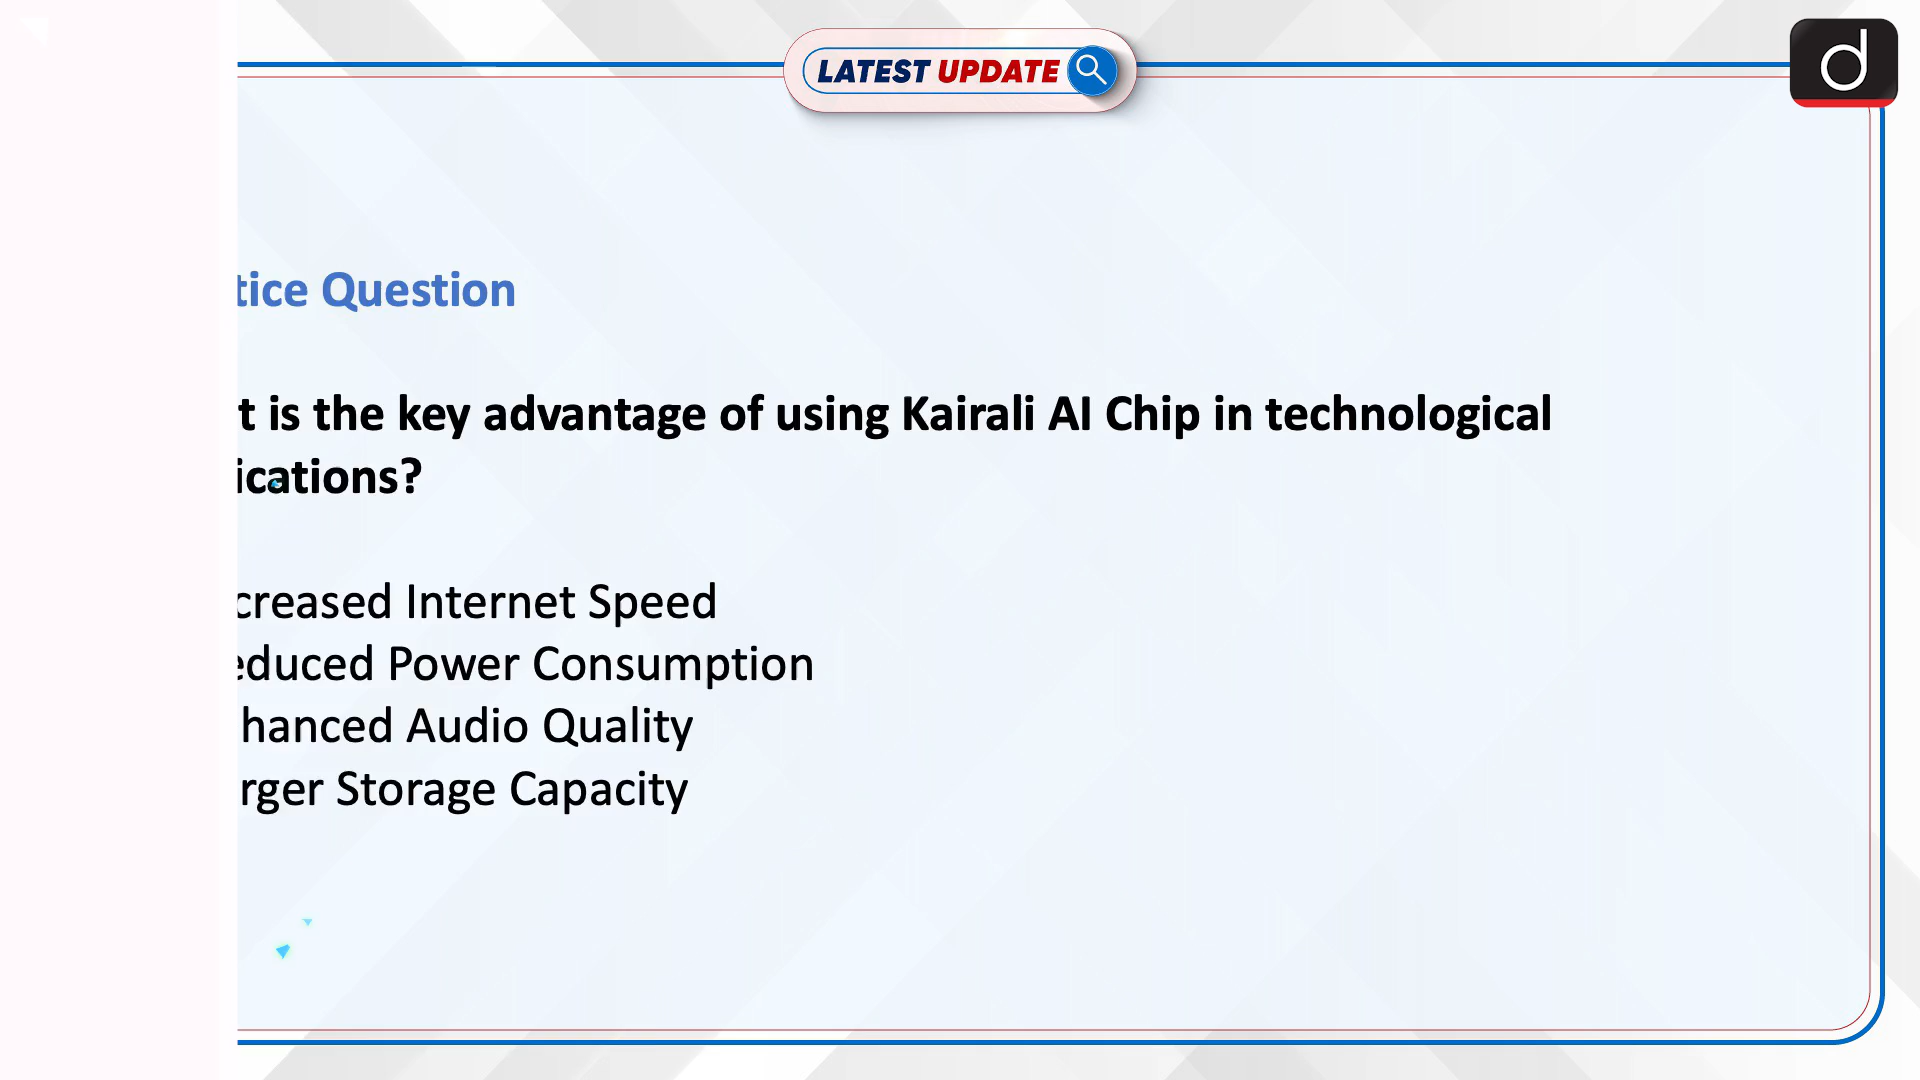 LATEST UPDATE
d
tice Question
t is the key advantage of using Kairali AI Chip in technological
ications?
creased Internet Speed
educed Power Consumption
hanced Audio Quality
rger Storage Capacity